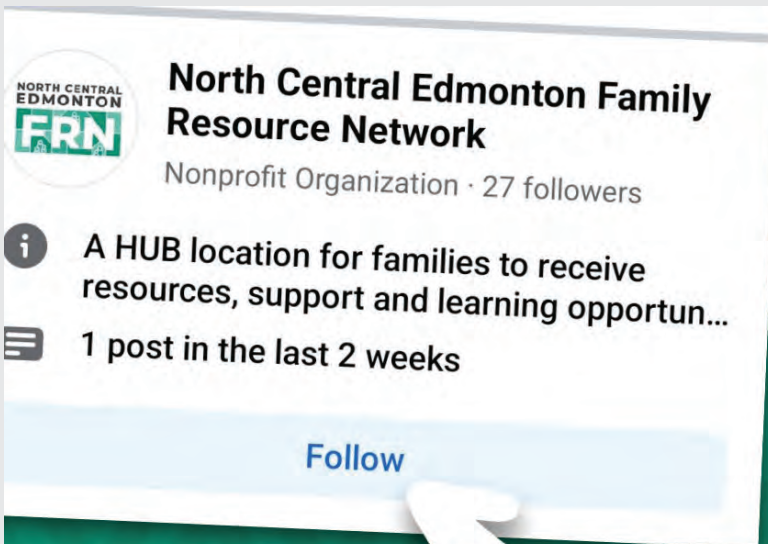 NORTH CENTRAL
EDMONTON
FRN
North Central Edmonton Family
Resource Network
Nonprofit Organization · 27 followers
i
A HUB location for families to receive
resources, support and learning opportun...
1 post in the last 2 weeks
Follow